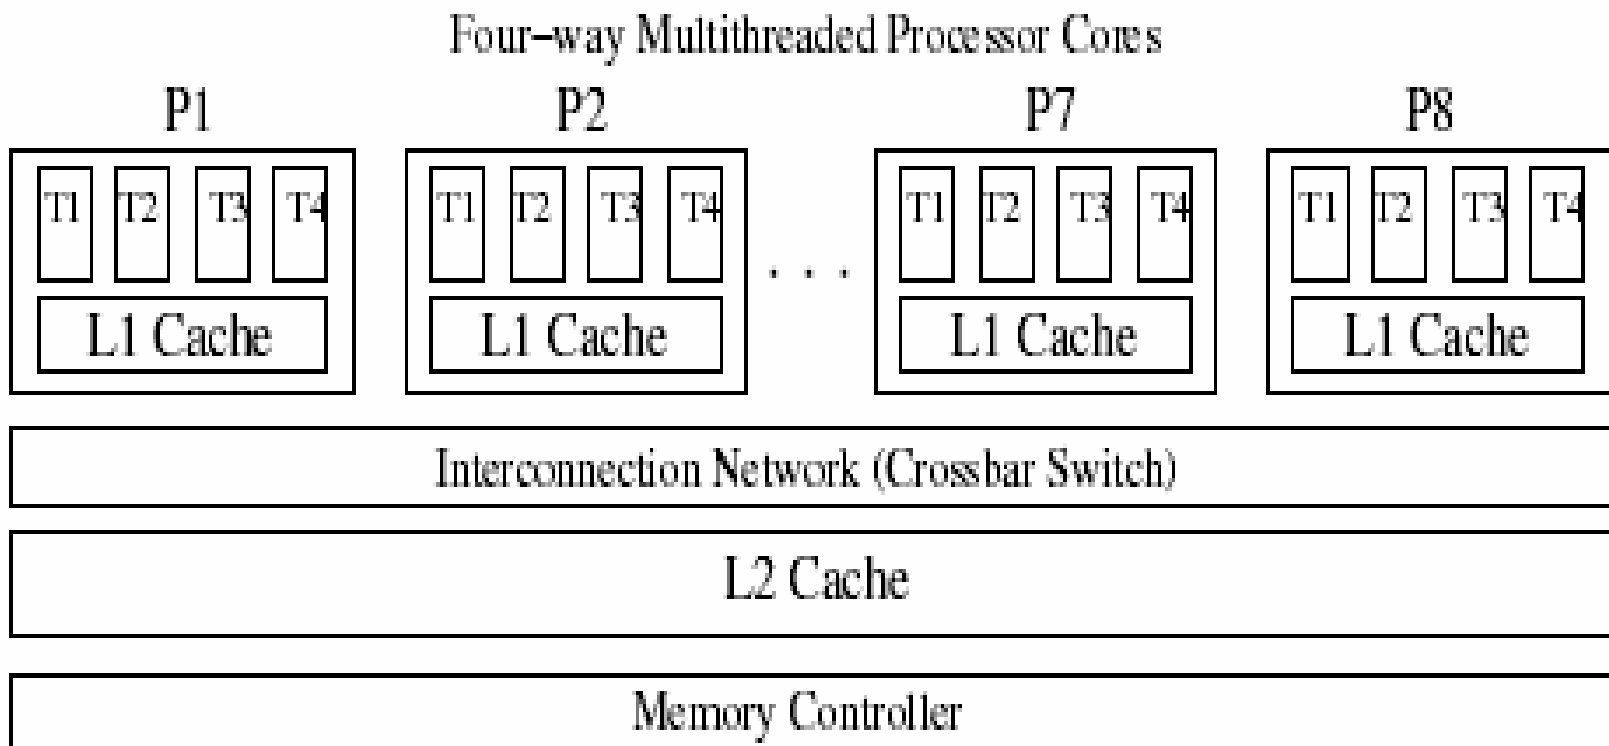 Four-way Multithreaded Processor Cores
P1 P2 P7 P8
T1 T2 T3 T4 T1 T2 T3 T4 . . . T1 T2 T3 T4 T1 T2 T3 T4
L1 Cache L1 Cache L1 Cache L1 Cache
Interconnection Network (Crossbar Switch)
L2 Cache
Memory Controller